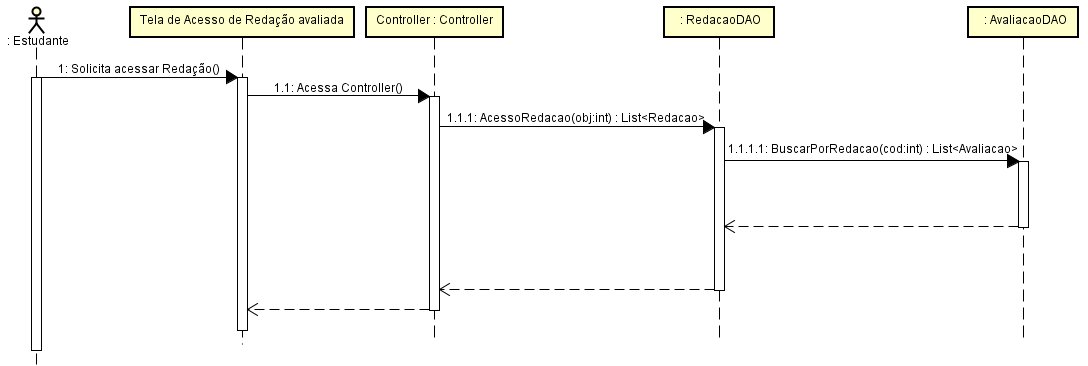 : Estudante
Tela de Acesso de Redação avaliada
Controller : Controller
: RedacaoDAO
: AvaliacaoDAO
1: Solicita acessar Redação()
1.1: Acessa Controller()
1.1.1: AcessoRedacao(obj:int) : List<Redacao>
1.1.1.1: BuscarPorRedacao(cod:int) : List<Avaliacao>